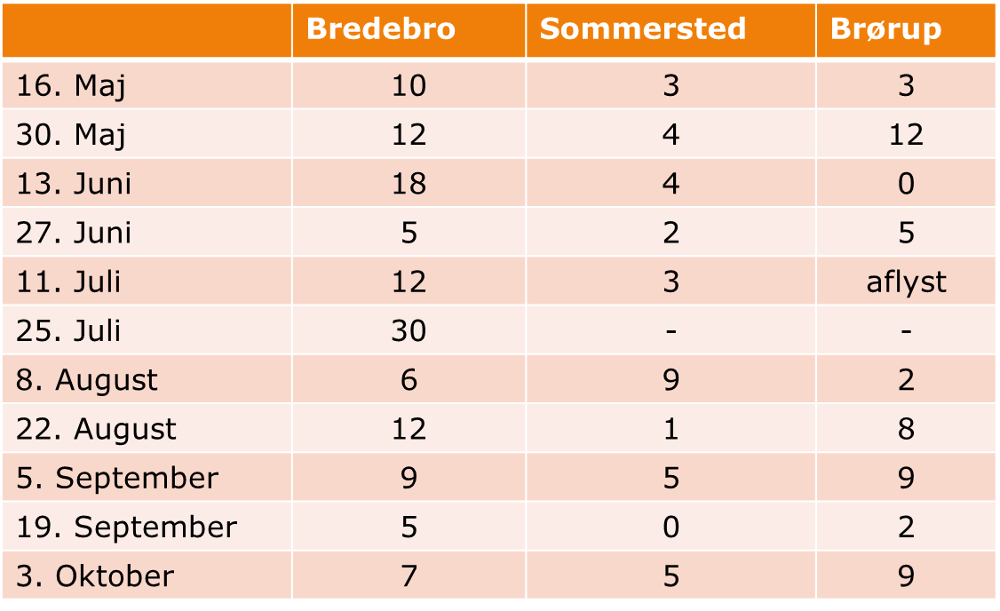 Bredebro Sommersted Brørup
16. Maj 10 3 3
30. Maj 12 4 12
13. Juni 18 4 0
27. Juni 5 2 5
11. Juli 12 3 aflyst
25. Juli 30 - -
8. August 6 9 2
22. August 12 1 8
5. September 9 5 9
19. September 5 0 2
3. Oktober 7 5 9